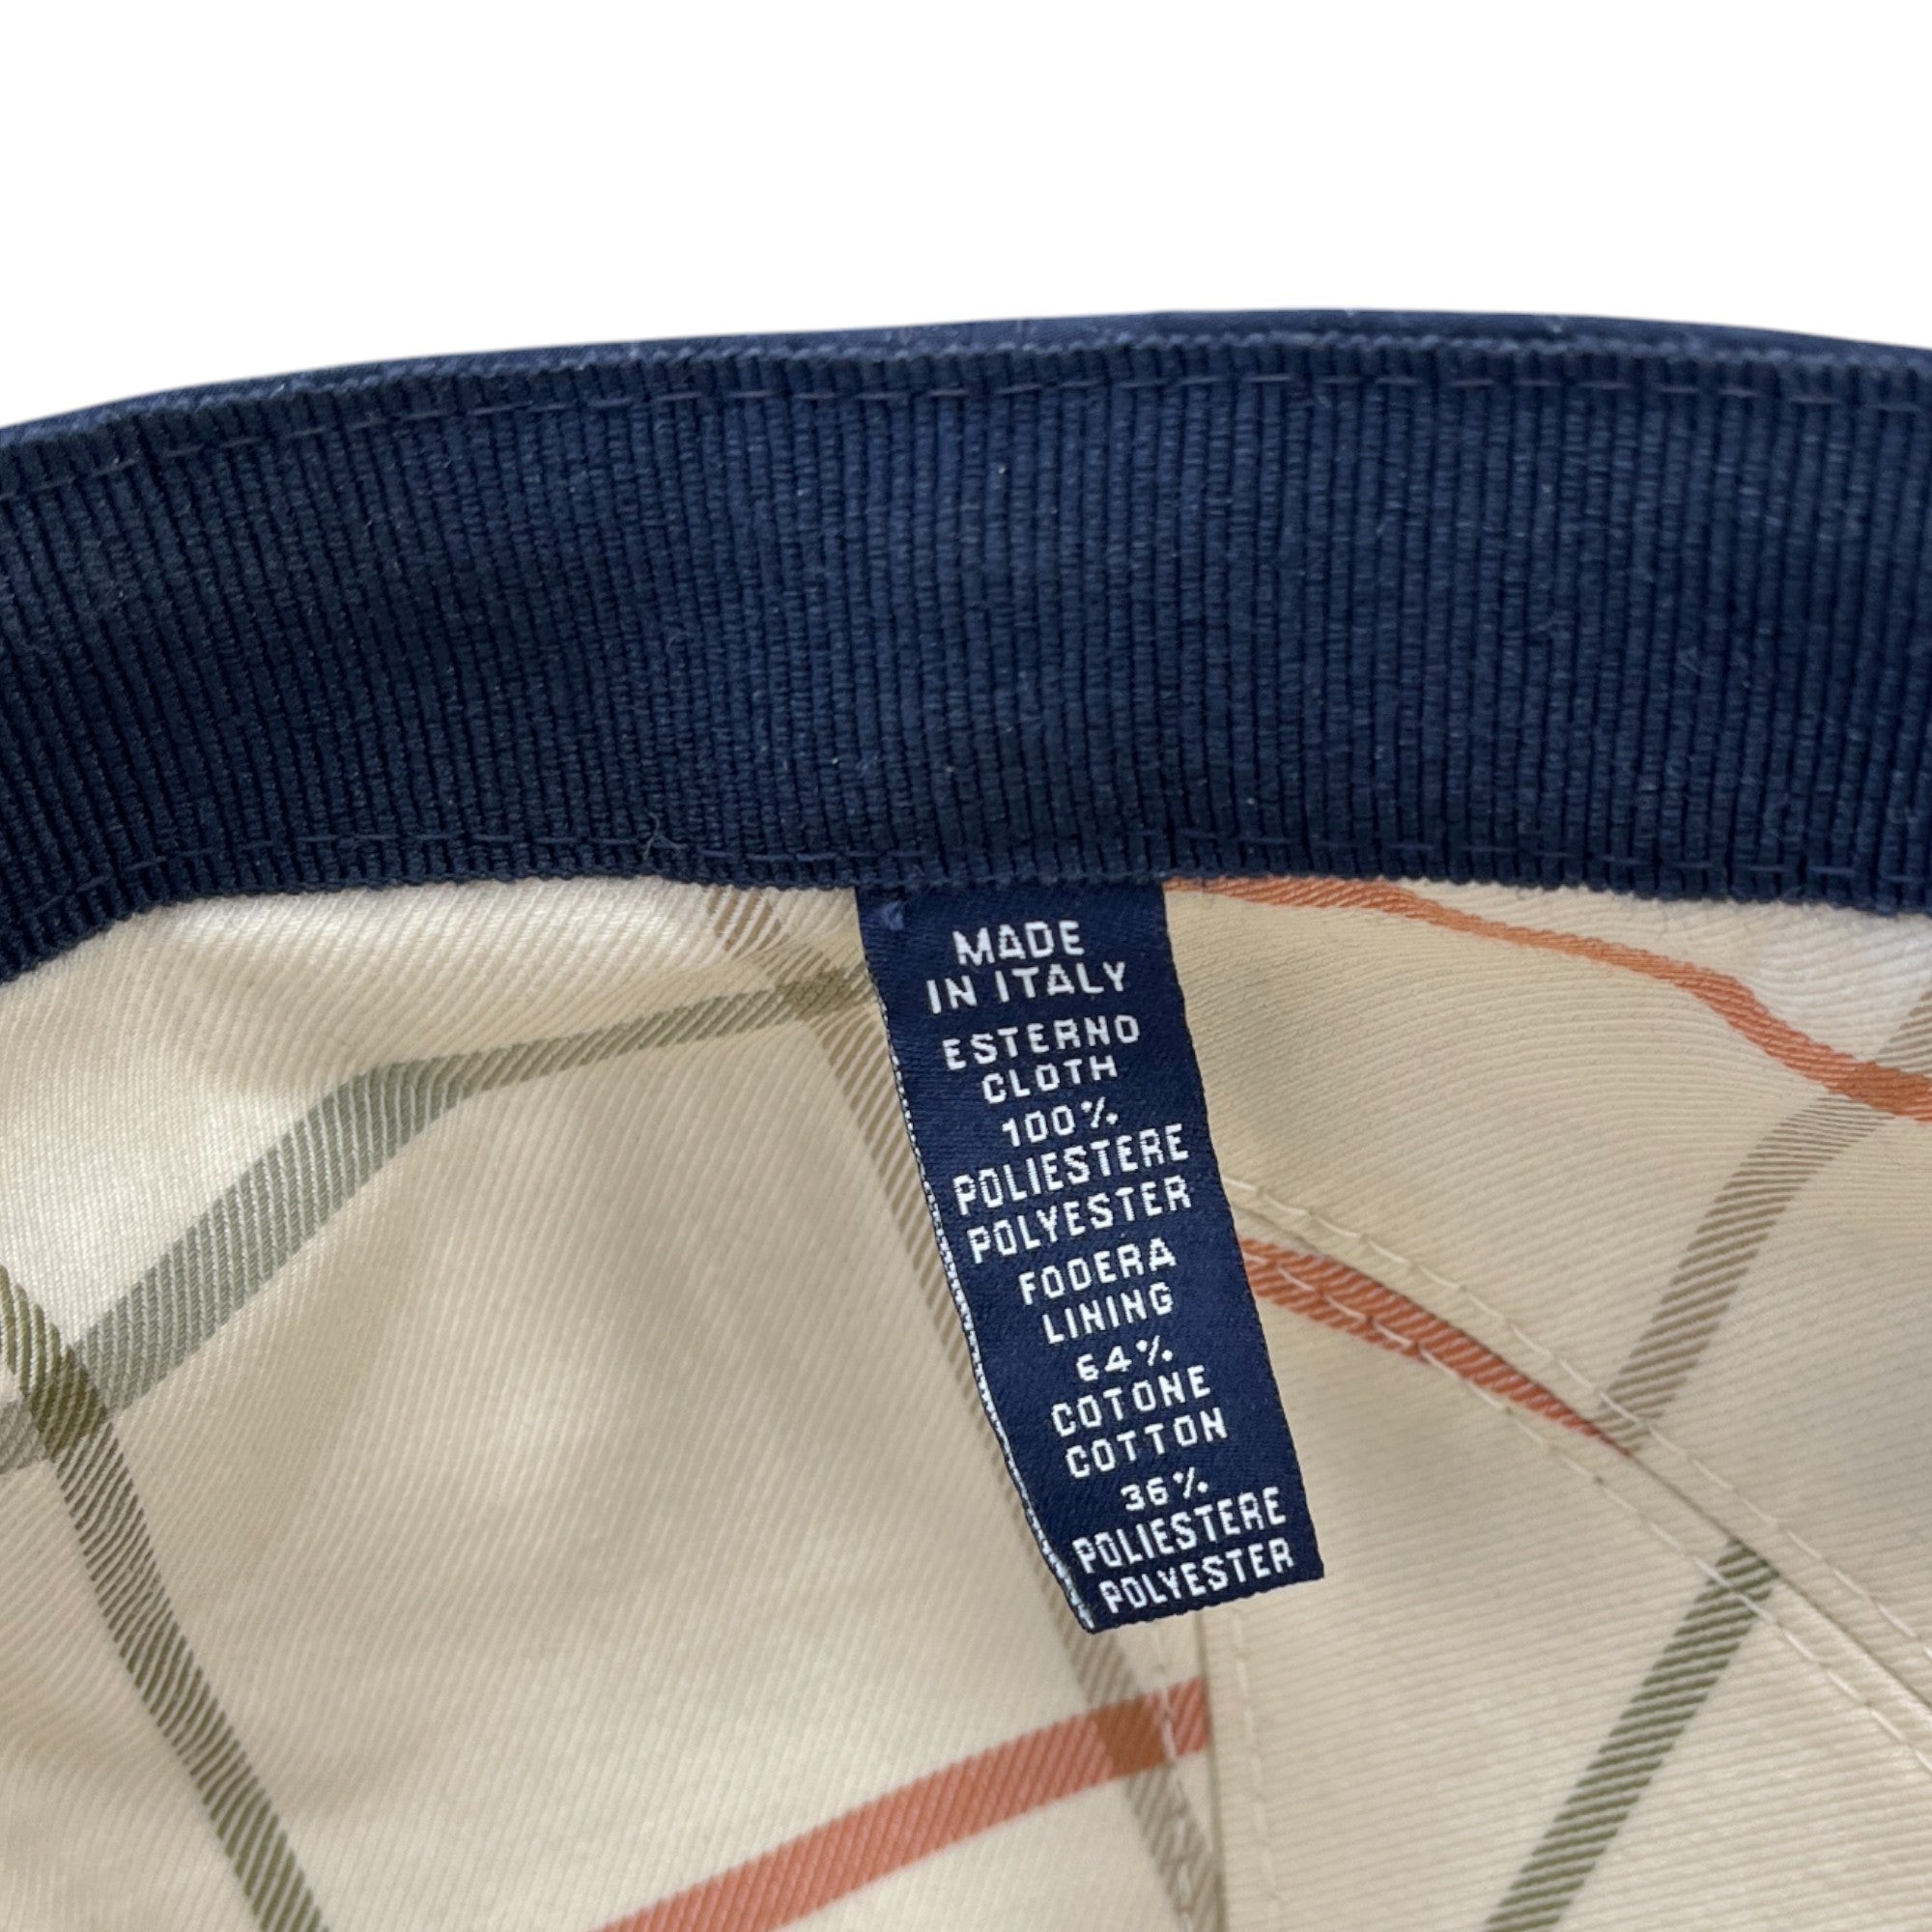 MADE
IN ITALY
ESTERNO
CLOTH
100%
POLIESTERE
POLYESTER
FODERA
LINING
64%
COTONE
COTTON
36%
POLIESTERE
POLYESTER